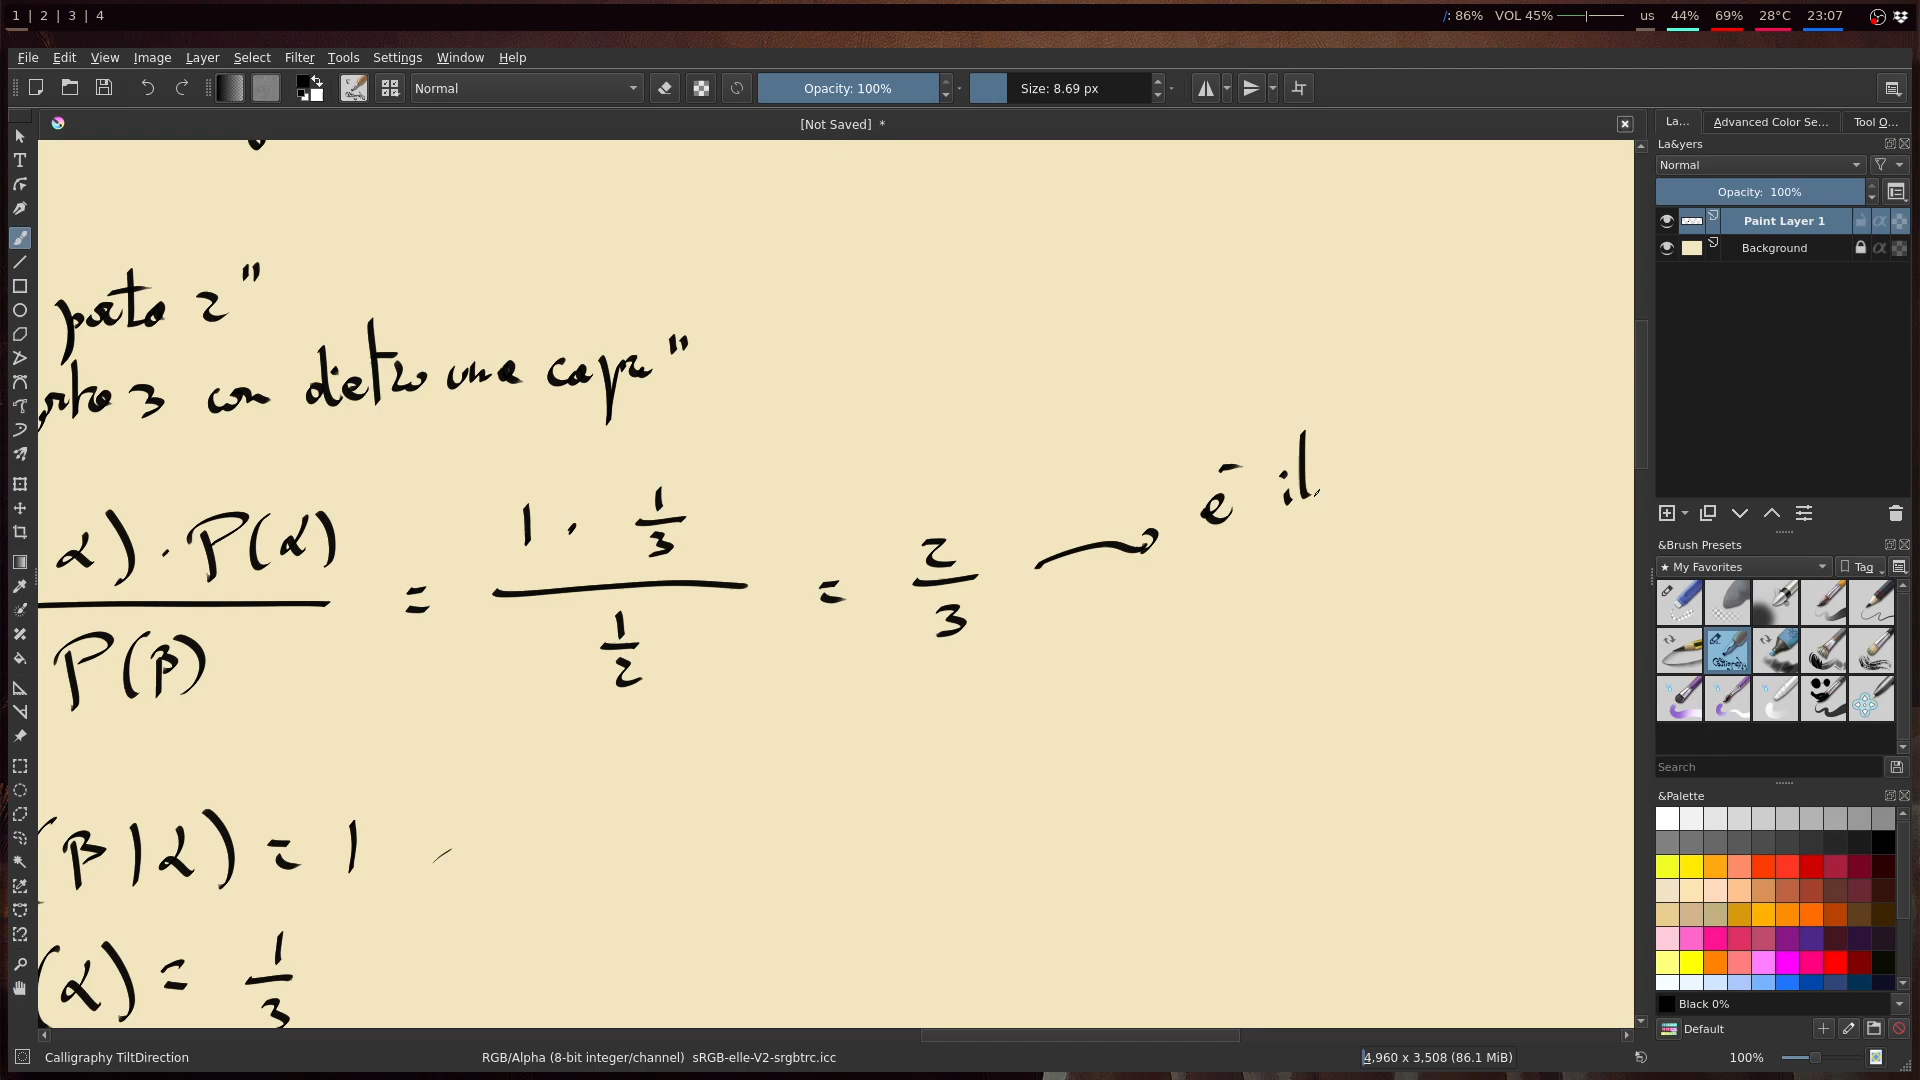 1 | 2 | 3 | 4
/: 86% VOL 45% us 44% 69% 28°C 23:07
File Edit View Image Layer Select Filter Tools Settings Window Help
Normal Opacity: 100% Size: 8.69 px
[Not Saved] *
La... Advanced Color Se... Tool O...
La&yers
Normal
Opacity: 100%
Paint Layer 1
Background
porta 2"
3 con dietro una capra"
è il
α) · P(α) / P(β) = 1 · 1/3 / 1/2 = 2/3
(β|α) = 1
(α) = 1/3
&Brush Presets
★ My Favorites Tag
Search
&Palette
Black 0%
Default
Calligraphy TiltDirection RGB/Alpha (8-bit integer/channel) sRGB-elle-V2-srgbtrc.icc 4,960 x 3,508 (86.1 MiB) 100%